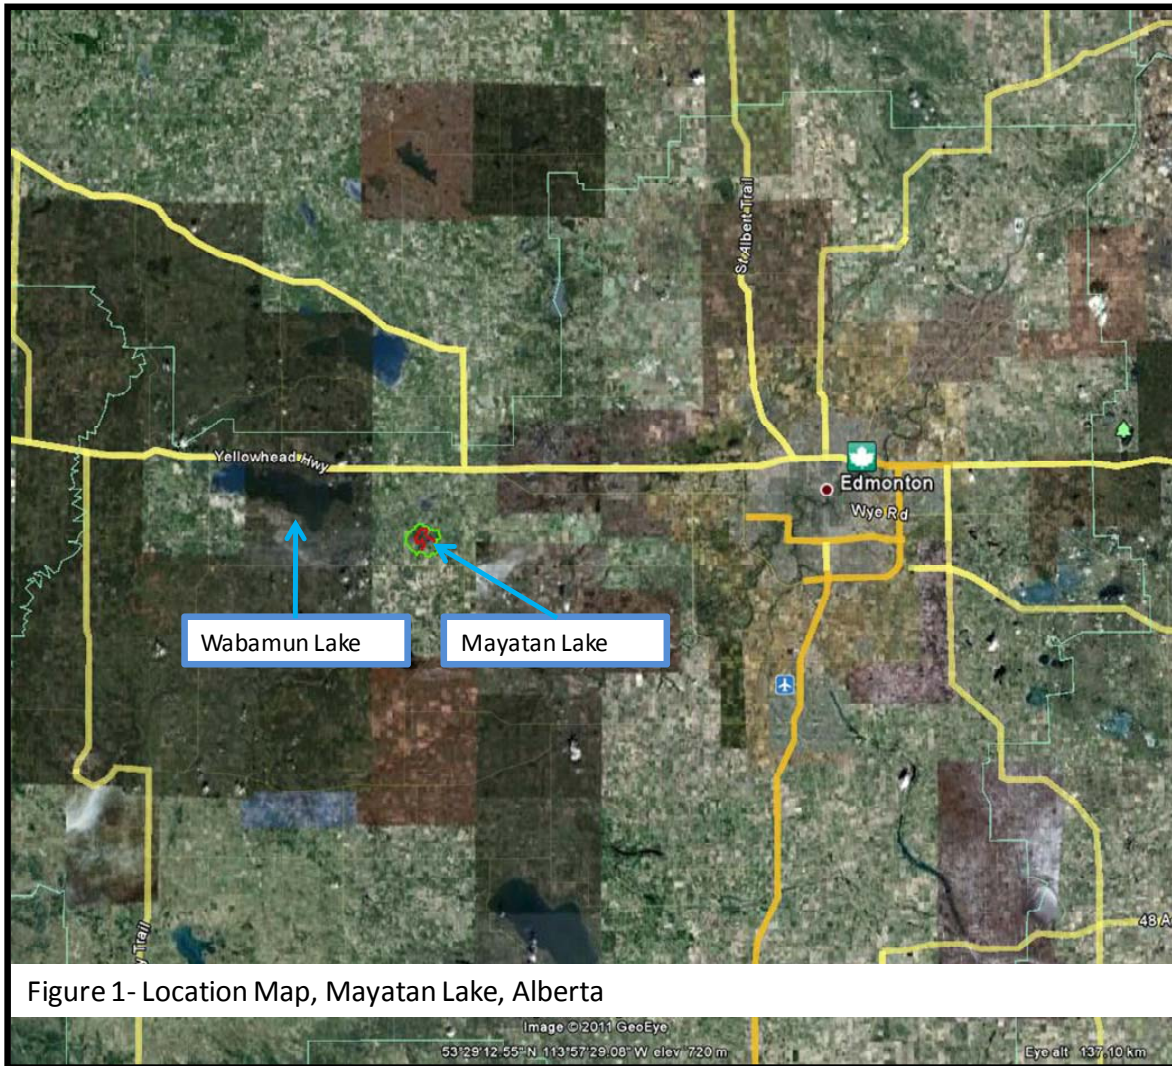 St Albert Trail
Yellowhead Hwy
Edmonton
Wye Rd
Wabamun Lake
Mayatan Lake
48 A
y Trail
Figure 1- Location Map, Mayatan Lake, Alberta
Image © 2011 GeoEye
53°29'12.55" N 113°57'29.08" W elev 720 m
Eye alt 137.10 km